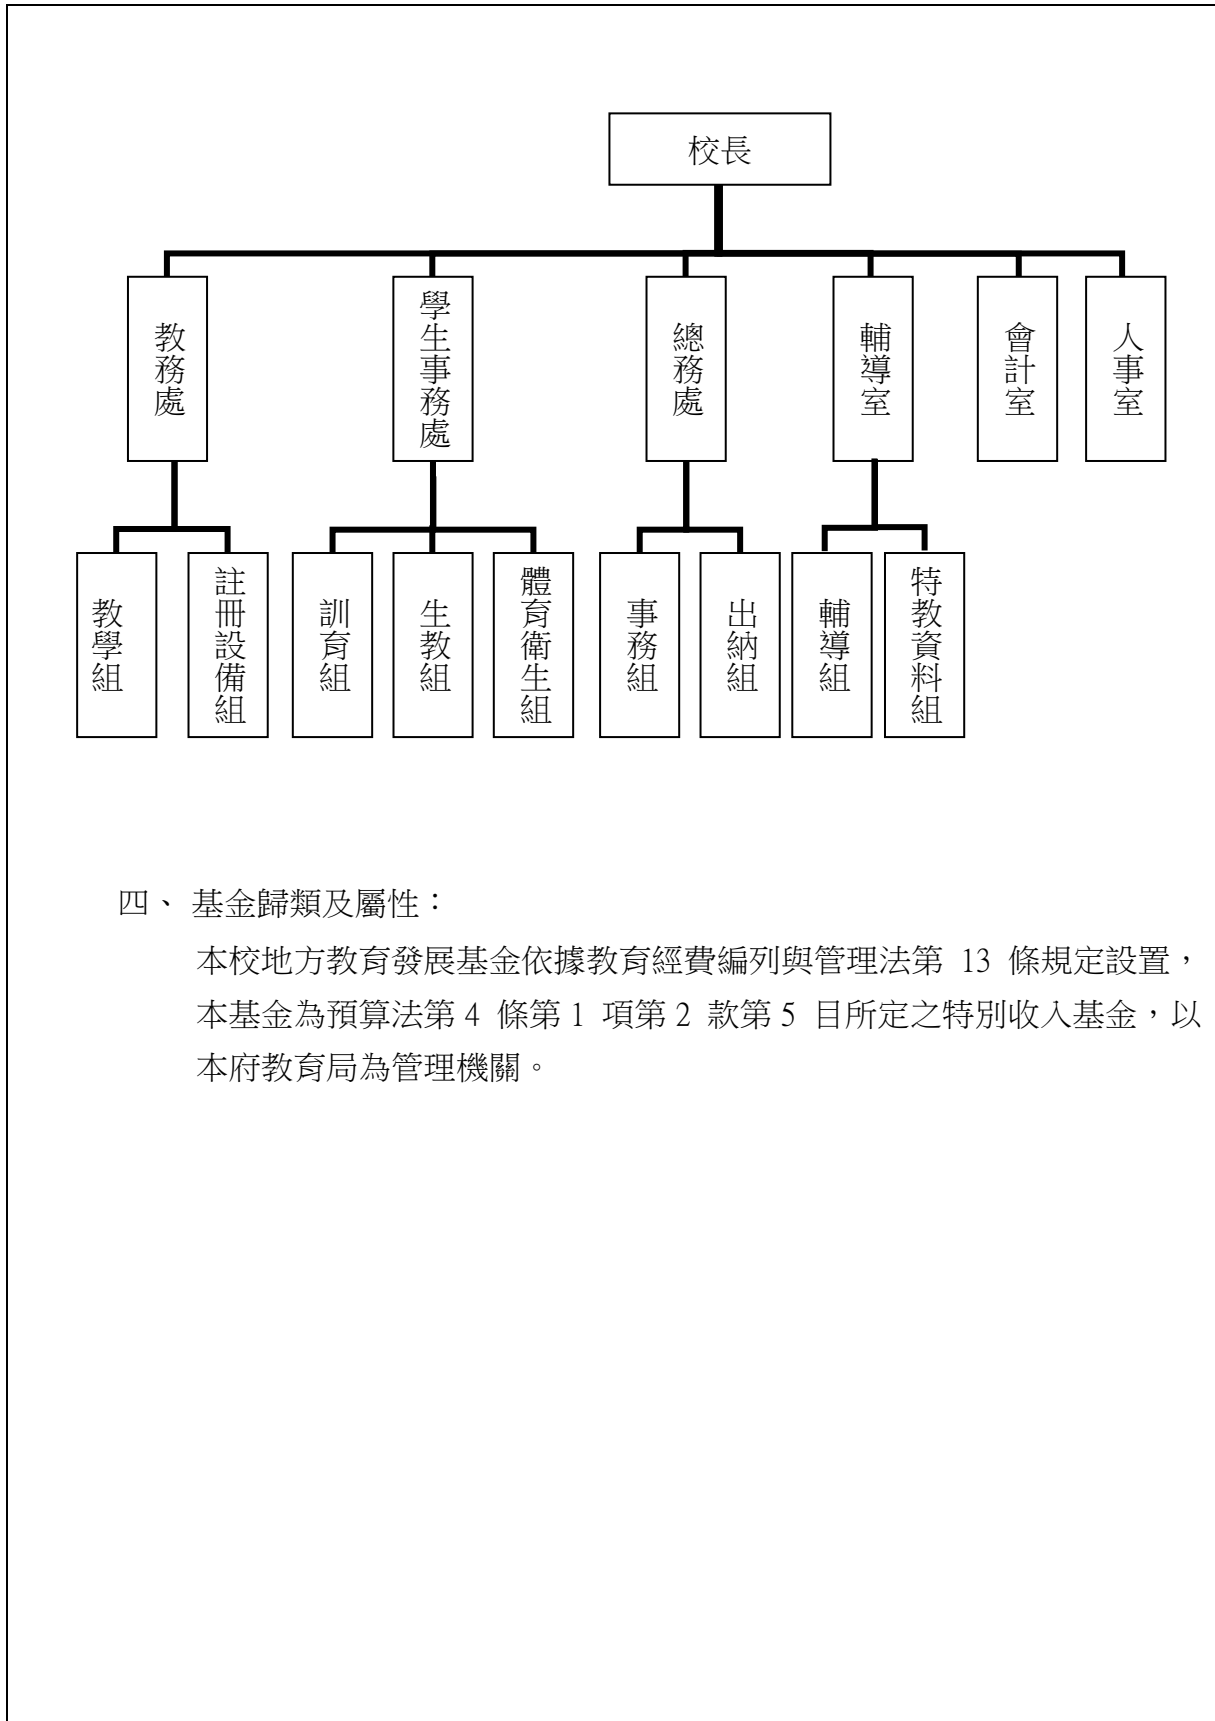 校長
教務處
學生事務處
總務處
輔導室
會計室
人事室
教學組
註冊設備組
訓育組
生教組
體育衛生組
事務組
出納組
輔導組
特教資料組
四、 基金歸類及屬性：
本校地方教育發展基金依據教育經費編列與管理法第 13 條規定設置，
本基金為預算法第 4 條第 1 項第 2 款第 5 目所定之特別收入基金，以
本府教育局為管理機關。